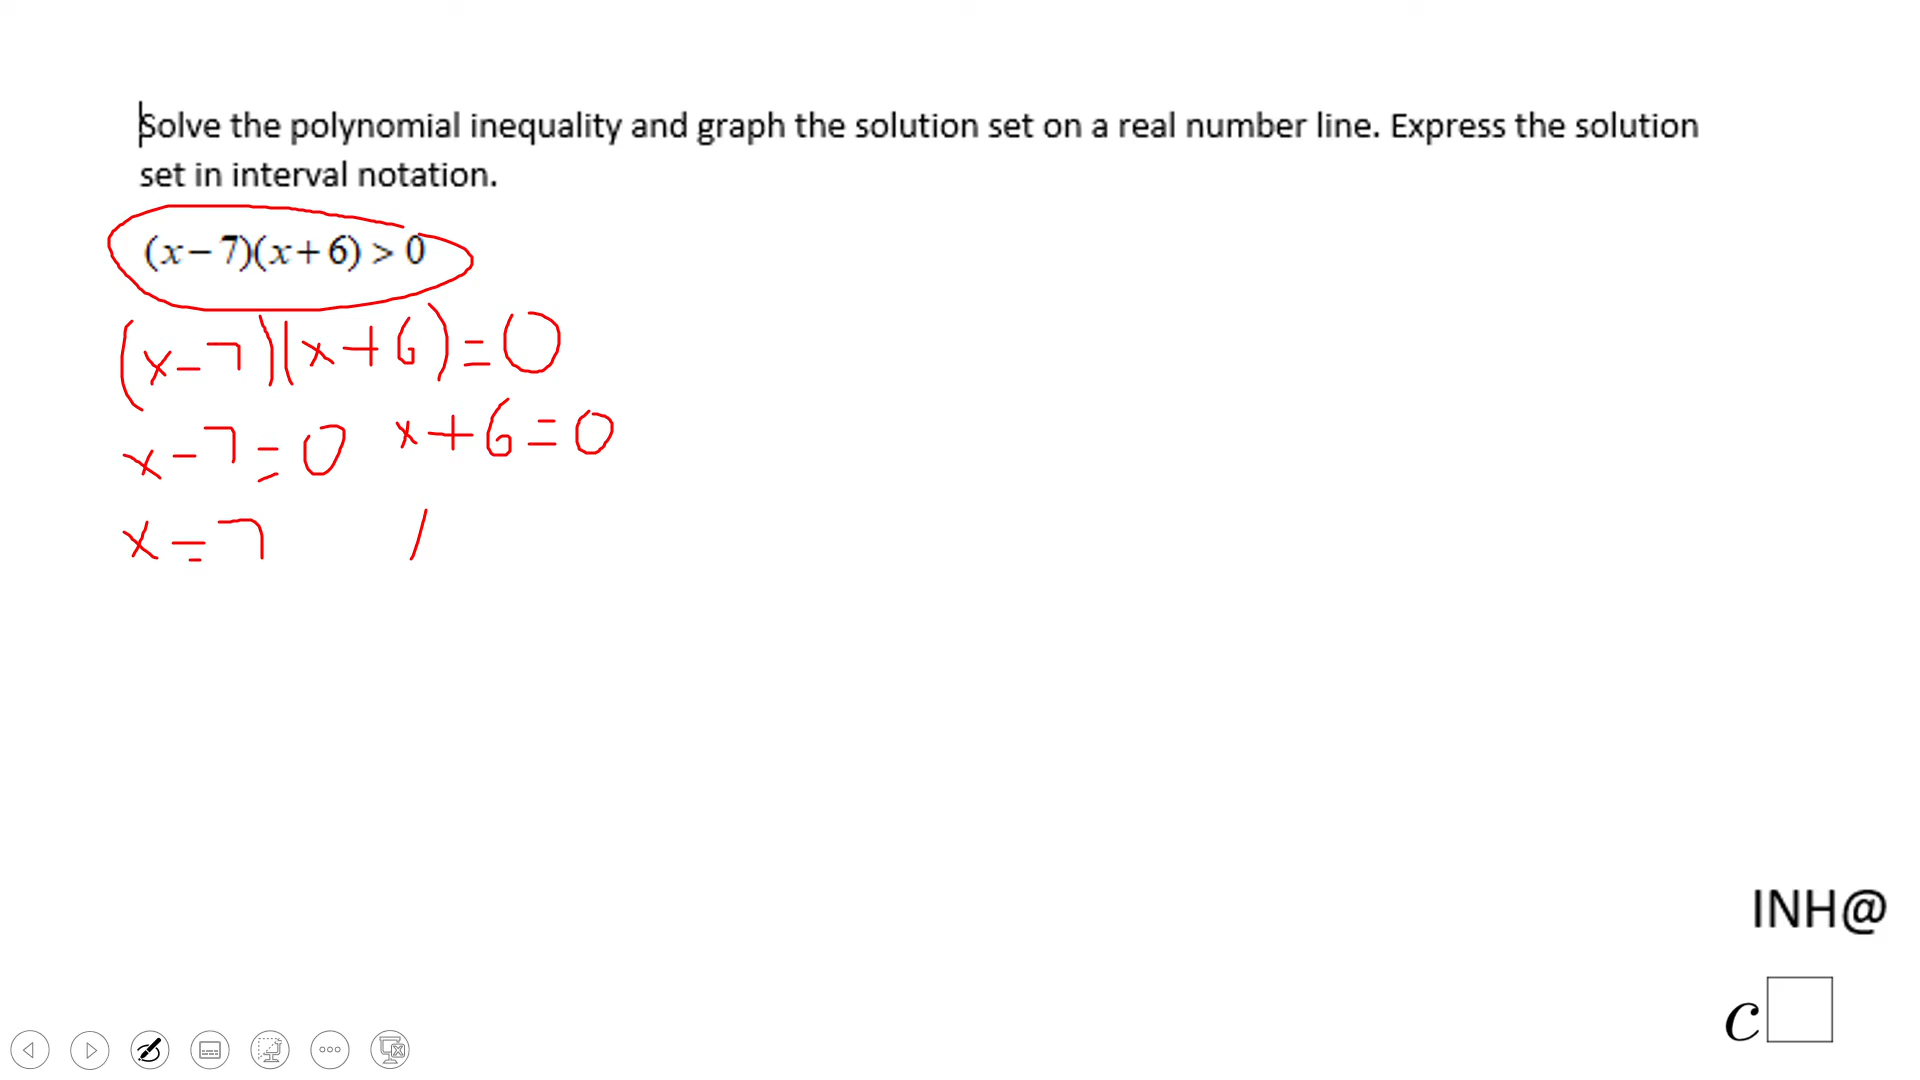 Solve the polynomial inequality and graph the solution set on a real number line. Express the solution
set in interval notation.
(x − 7)(x + 6) > 0
(x − 7)(x + 6) = 0
x − 7 = 0 x + 6 = 0
x = 7 /
INH@
c